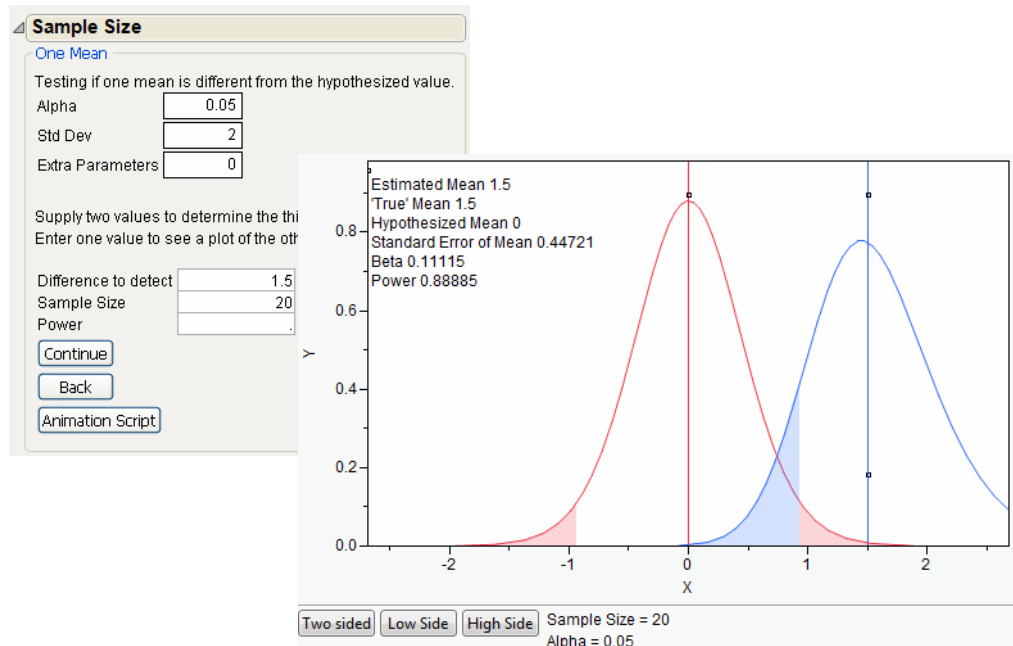 Sample Size
One Mean
Testing if one mean is different from the hypothesized value.
Alpha 0.05
Std Dev 2
Extra Parameters 0
Supply two values to determine the thi
Enter one value to see a plot of the oth
Difference to detect 1.5
Sample Size 20
Power .
Continue
Back
Animation Script
Estimated Mean 1.5
'True' Mean 1.5
Hypothesized Mean 0
Standard Error of Mean 0.44721
Beta 0.11115
Power 0.88885
0.8
0.6
Y
0.4
0.2
0.0
-2 -1 0 1 2
X
Two sided Low Side High Side Sample Size = 20
Alpha = 0.05